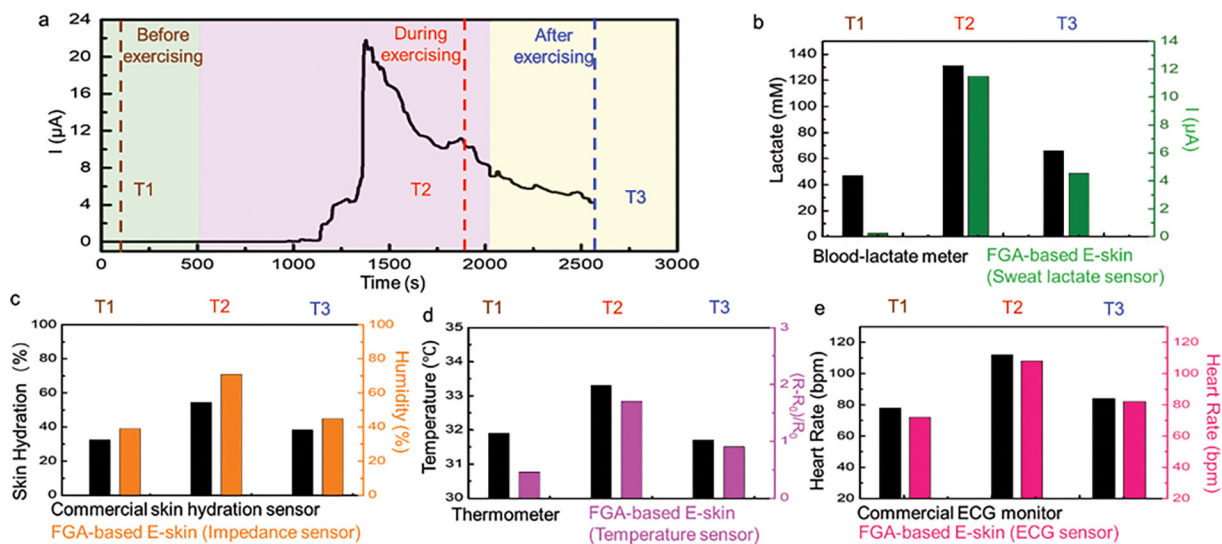 a
24
20
16
12
8
4
0
I (µA)
Before
exercising
During
exercising
After
exercising
T1
T2
T3
0
500
1000
1500
2000
2500
3000
Time (s)
b
T1
T2
T3
140
120
100
80
60
40
20
0
Lactate (mM)
14
12
10
8
6
4
2
0
I (µA)
Blood-lactate meter
FGA-based E-skin
(Sweat lactate sensor)
c
T1
T2
T3
100
80
60
40
20
0
Skin Hydration (%)
100
80
60
40
20
0
Humidity (%)
Commercial skin hydration sensor
FGA-based E-skin (Impedance sensor)
d
T1
T2
T3
35
34
33
32
31
30
Temperature (°C)
3
2
1
0
(R-R₀)/R₀
Thermometer
FGA-based E-skin
(Temperature sensor)
e
T1
T2
T3
120
100
80
60
40
20
Heart Rate (bpm)
120
100
80
60
40
20
Heart Rate
(bpm)
Commercial ECG monitor
FGA-based E-skin (ECG sensor)